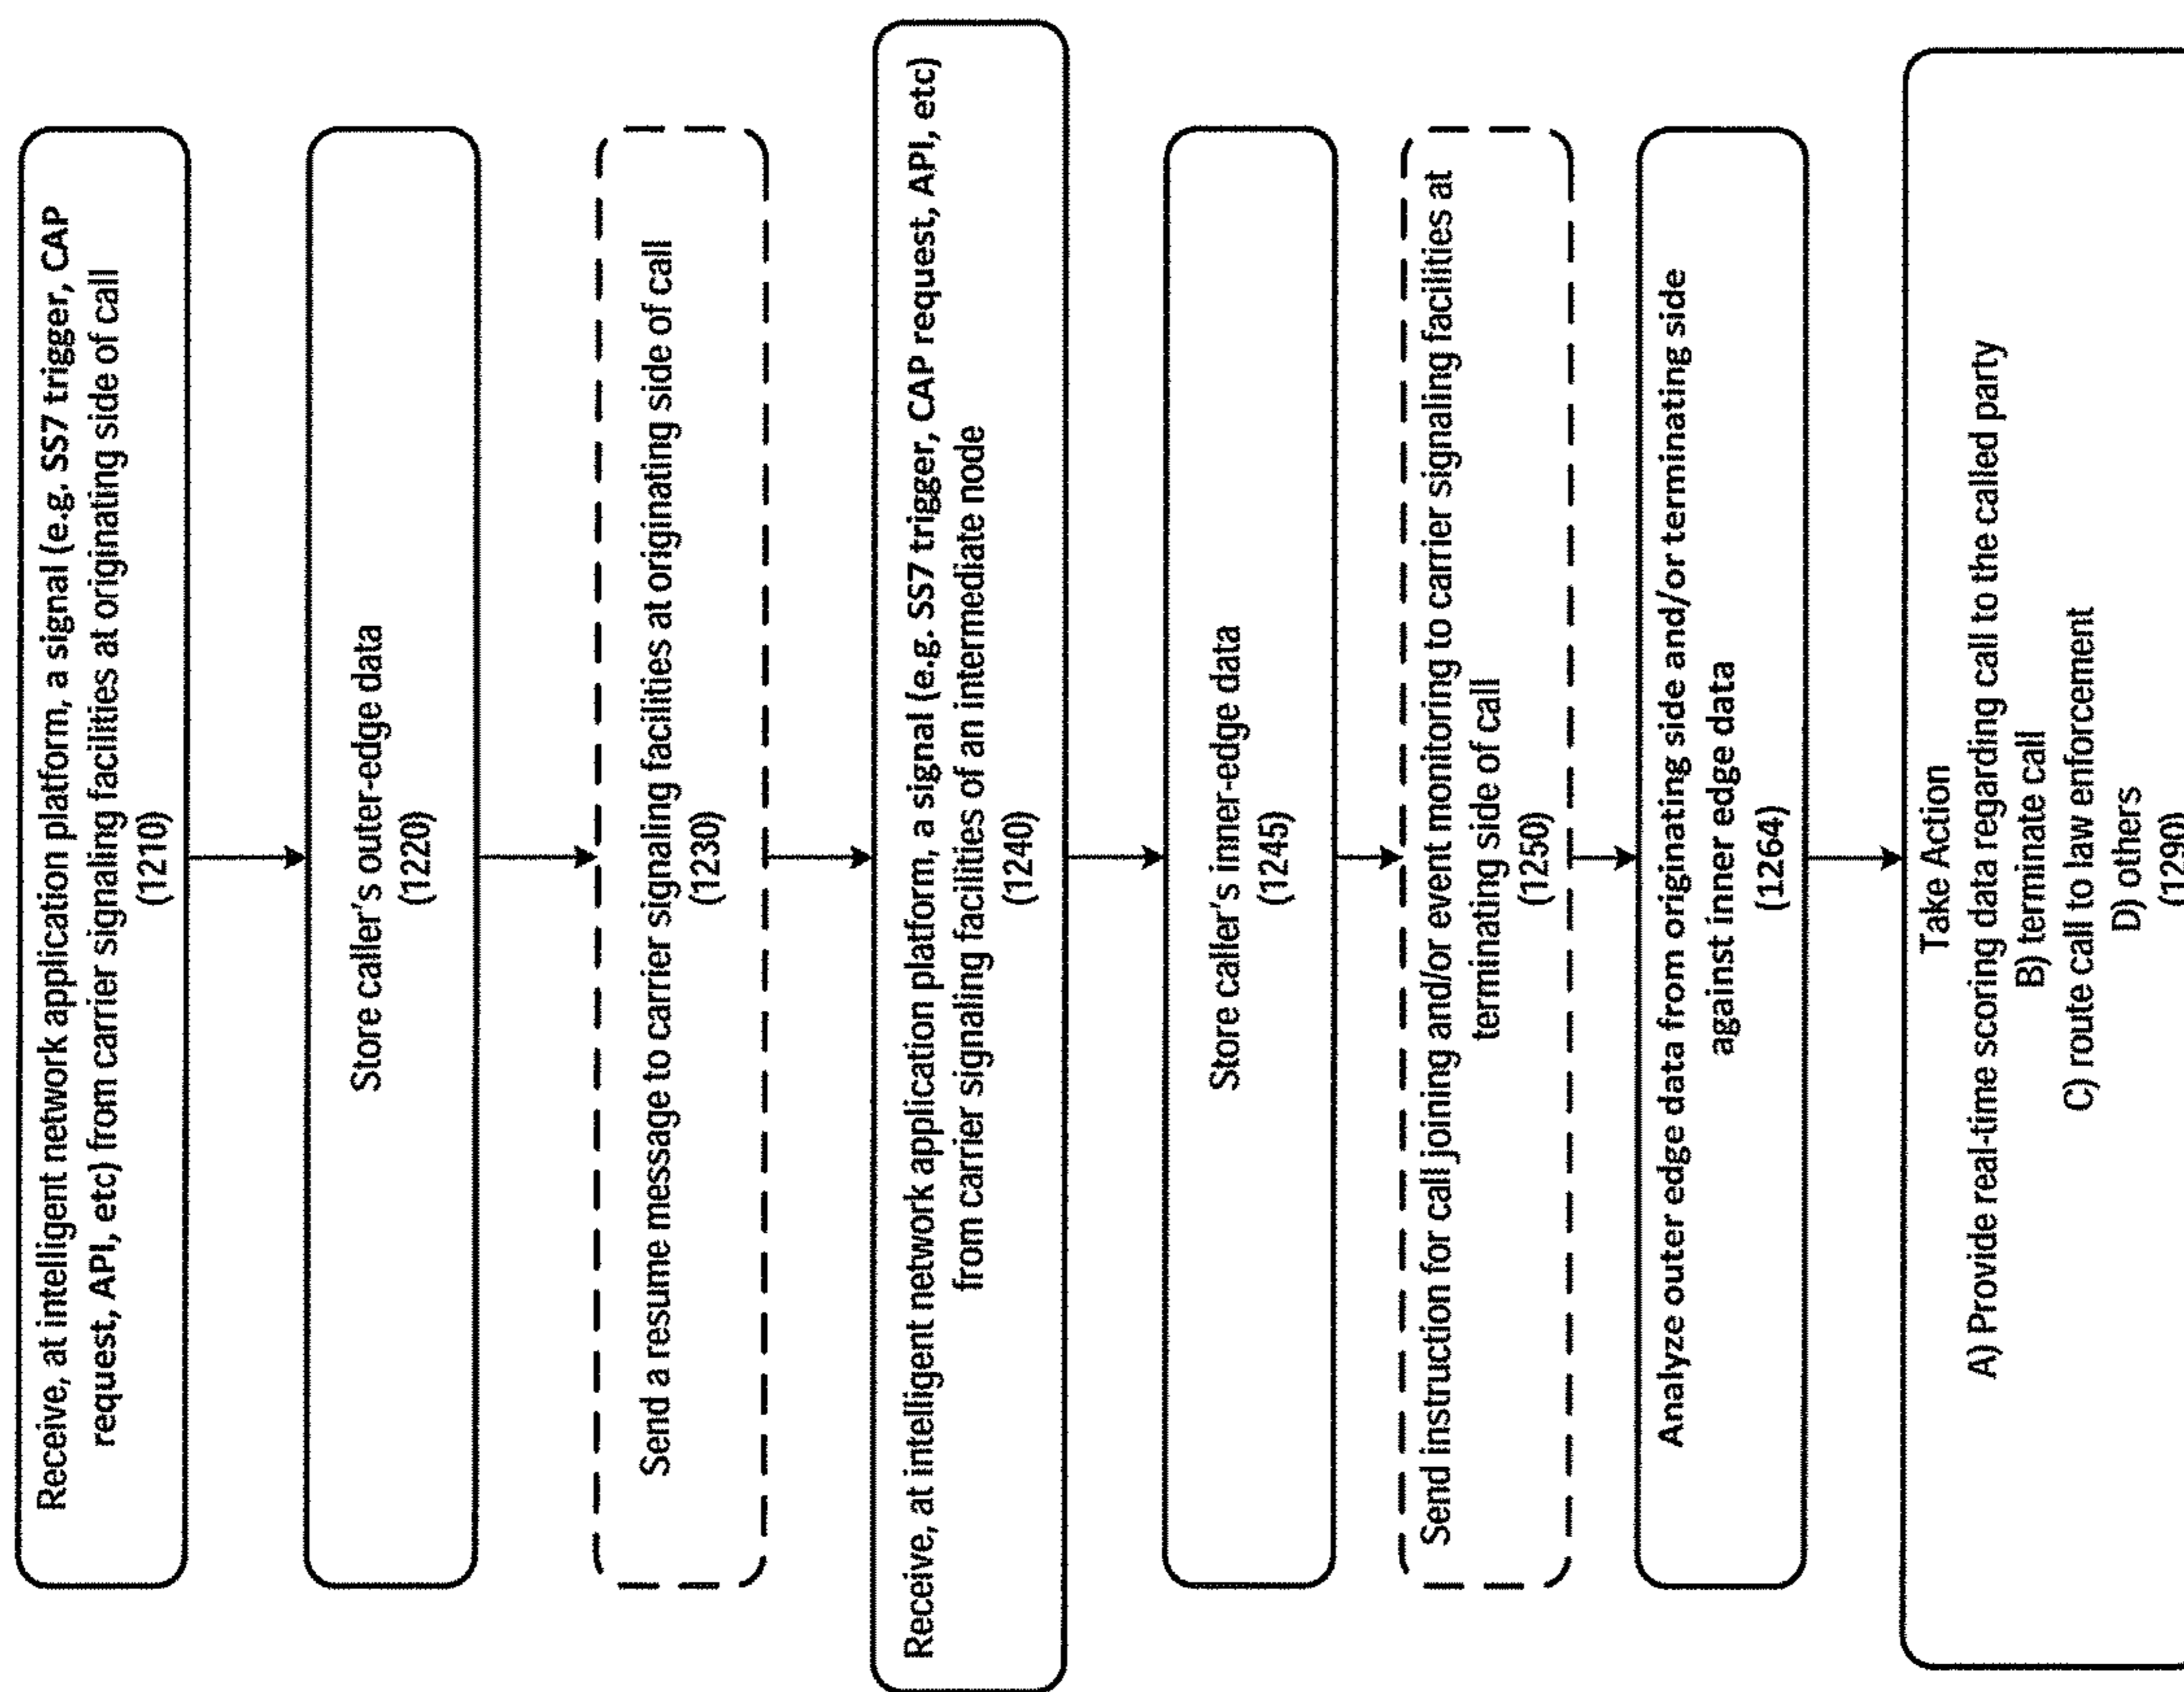 Receive, at intelligent network application platform, a signal (e.g. SS7 trigger, CAP
request, API, etc) from carrier signaling facilities at originating side of call
(1210)
Store caller's outer-edge data
(1220)
Send a resume message to carrier signaling facilities at originating side of call
(1230)
Receive, at intelligent network application platform, a signal (e.g. SS7 trigger, CAP request, API, etc)
from carrier signaling facilities of an intermediate node
(1240)
Store caller's inner-edge data
(1245)
Send instruction for call joining and/or event monitoring to carrier signaling facilities at
terminating side of call
(1250)
Analyze outer edge data from originating side and/or terminating side
against inner edge data
(1264)
Take Action
A) Provide real-time scoring data regarding call to the called party
B) terminate call
C) route call to law enforcement
D) others
(1290)